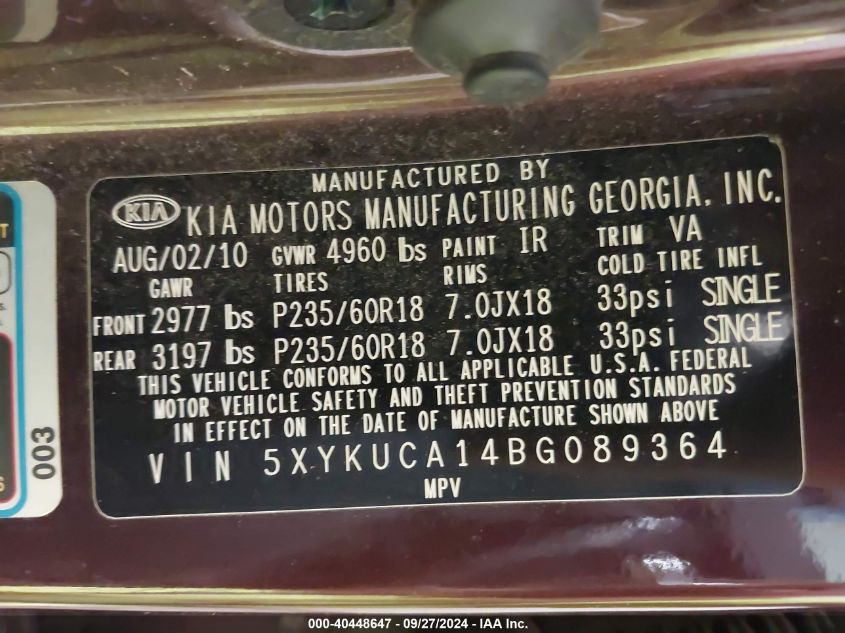 MANUFACTURED BY
KIA KIA MOTORS MANUFACTURING GEORGIA, INC.
AUG/02/10 GVWR 4960 lbs PAINT IR TRIM VA
GAWR TIRES RIMS COLD TIRE INFL
FRONT 2977 lbs P235/60R18 7.0JX18 33psi SINGLE
REAR 3197 lbs P235/60R18 7.0JX18 33psi SINGLE
THIS VEHICLE CONFORMS TO ALL APPLICABLE U.S.A. FEDERAL
MOTOR VEHICLE SAFETY AND THEFT PREVENTION STANDARDS
IN EFFECT ON THE DATE OF MANUFACTURE SHOWN ABOVE
VIN 5XYKUCA14BG089364
MPV
003
000-40448647 - 09/27/2024 - IAA Inc.